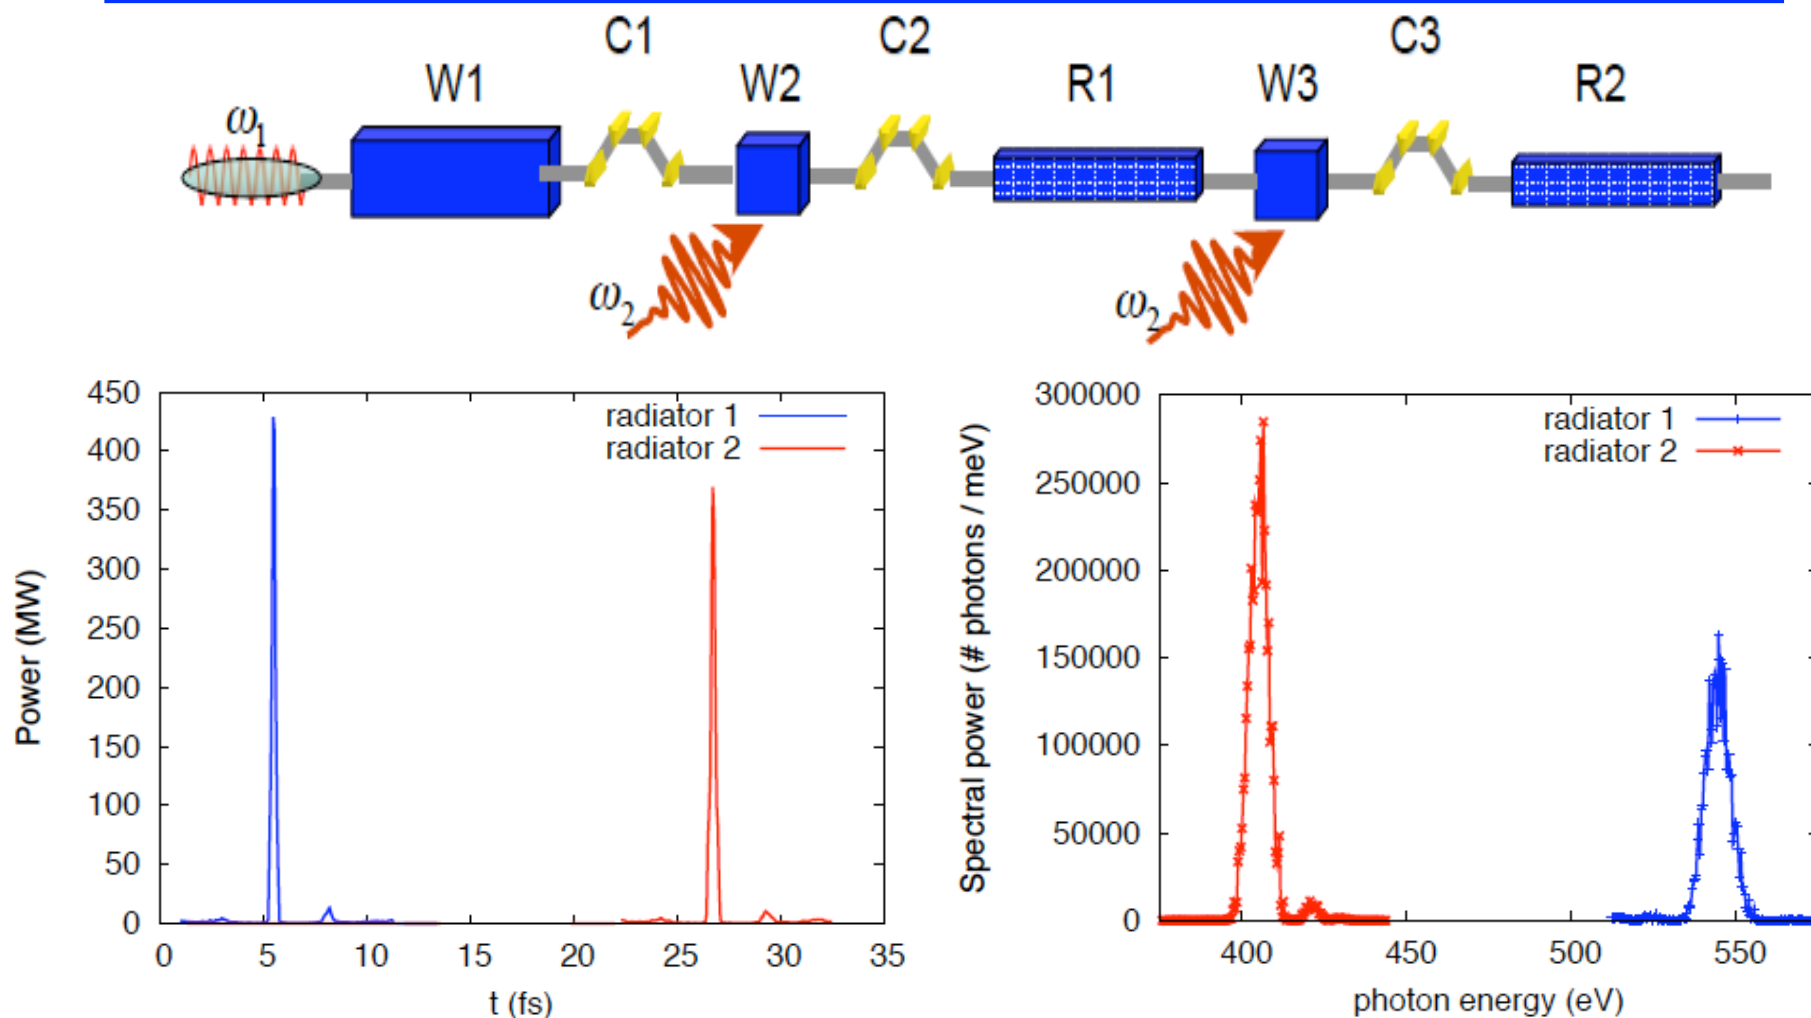 C1 C2 C3
W1 W2 R1 W3 R2
ω1
ω2 ω2
450
400
350
300
250
200
150
100
50
0
0 5 10 15 20 25 30 35
Power (MW)
t (fs)
radiator 1
radiator 2
300000
250000
200000
150000
100000
50000
0
400 450 500 550
Spectral power (# photons / meV)
photon energy (eV)
radiator 1
radiator 2